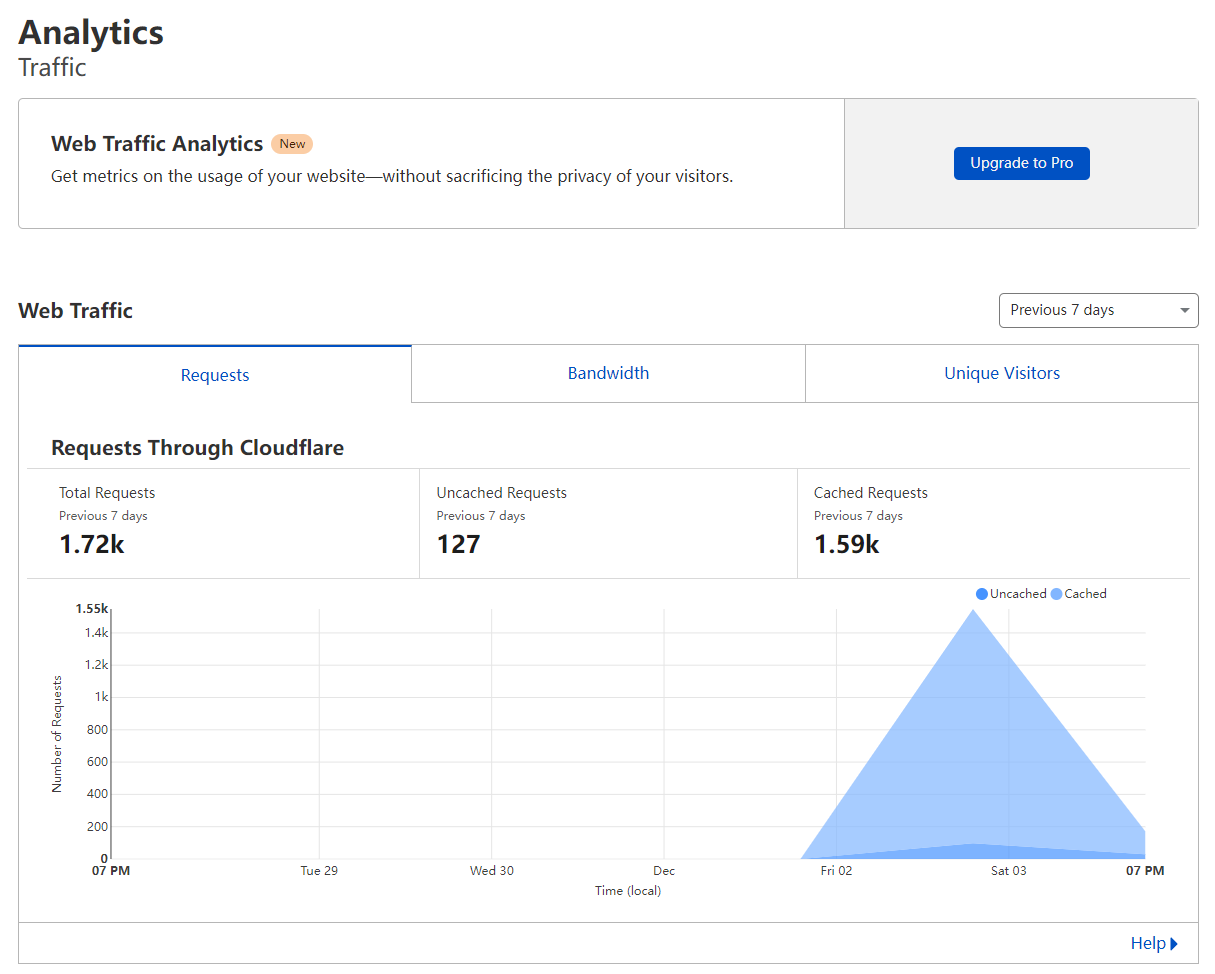 Analytics
Traffic
Web Traffic Analytics New
Get metrics on the usage of your website—without sacrificing the privacy of your visitors.
Upgrade to Pro
Web Traffic
Previous 7 days
Requests
Bandwidth
Unique Visitors
Requests Through Cloudflare
Total Requests
Previous 7 days
1.72k
Uncached Requests
Previous 7 days
127
Cached Requests
Previous 7 days
1.59k
Uncached
Cached
Number of Requests
1.55k
1.4k
1.2k
1k
800
600
400
200
0
07 PM
Tue 29
Wed 30
Dec
Fri 02
Sat 03
07 PM
Time (local)
Help